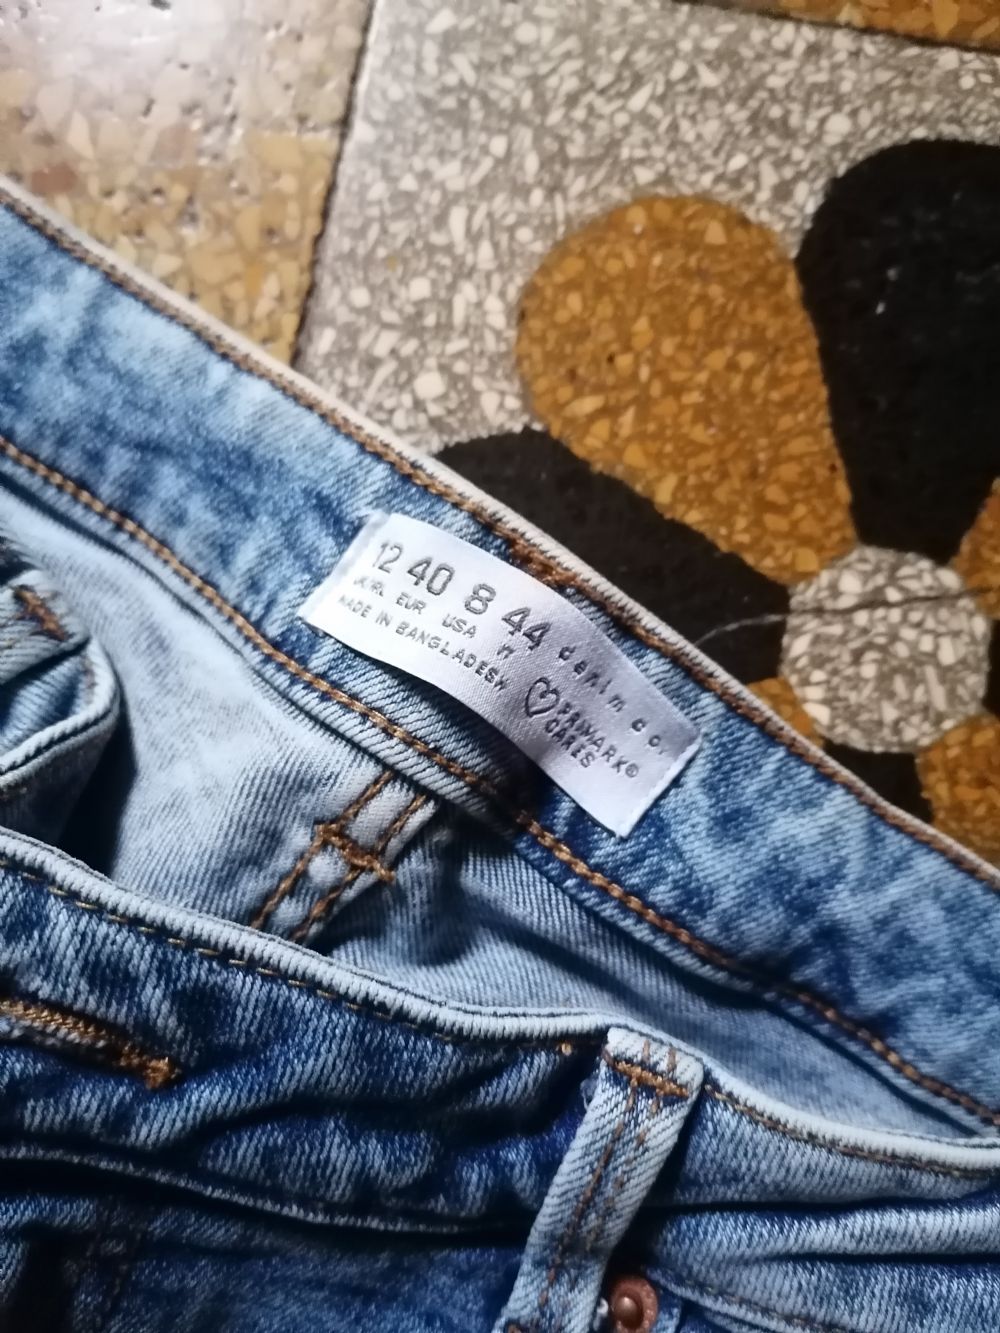 12 40 8 44
UK/IRL EUR USA IT
MADE IN BANGLADESH
denim co.
PRIMARK®
CARES